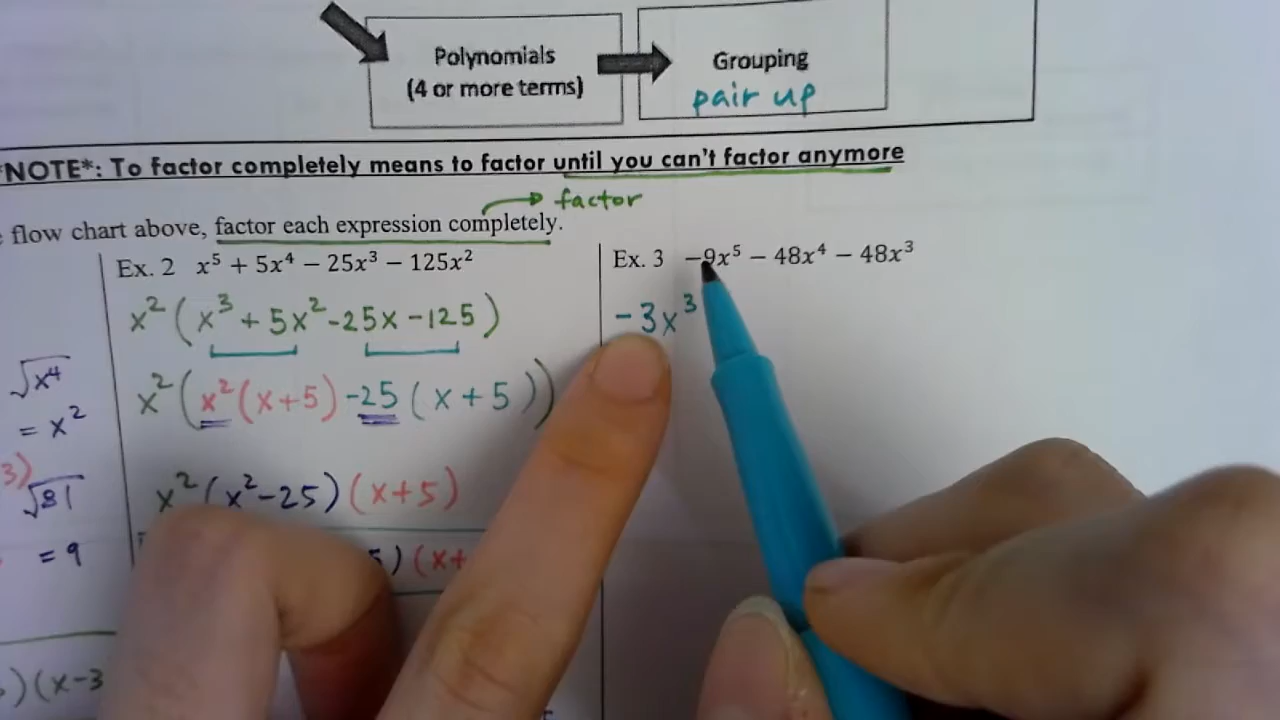 Polynomials
(4 or more terms)
Grouping
pair up
NOTE*: To factor completely means to factor until you can't factor anymore
flow chart above, factor each expression completely.
factor
Ex. 2 x⁵ + 5x⁴ − 25x³ − 125x²
x² (x³ + 5x² - 25x - 125)
x² (x² (x+5) -25 (x+5))
x² (x² - 25) (x+5)
) (x+
Ex. 3 −9x⁵ − 48x⁴ − 48x³
-3x³
√x⁴
= x²
3)
√81
= 9
) (x-3